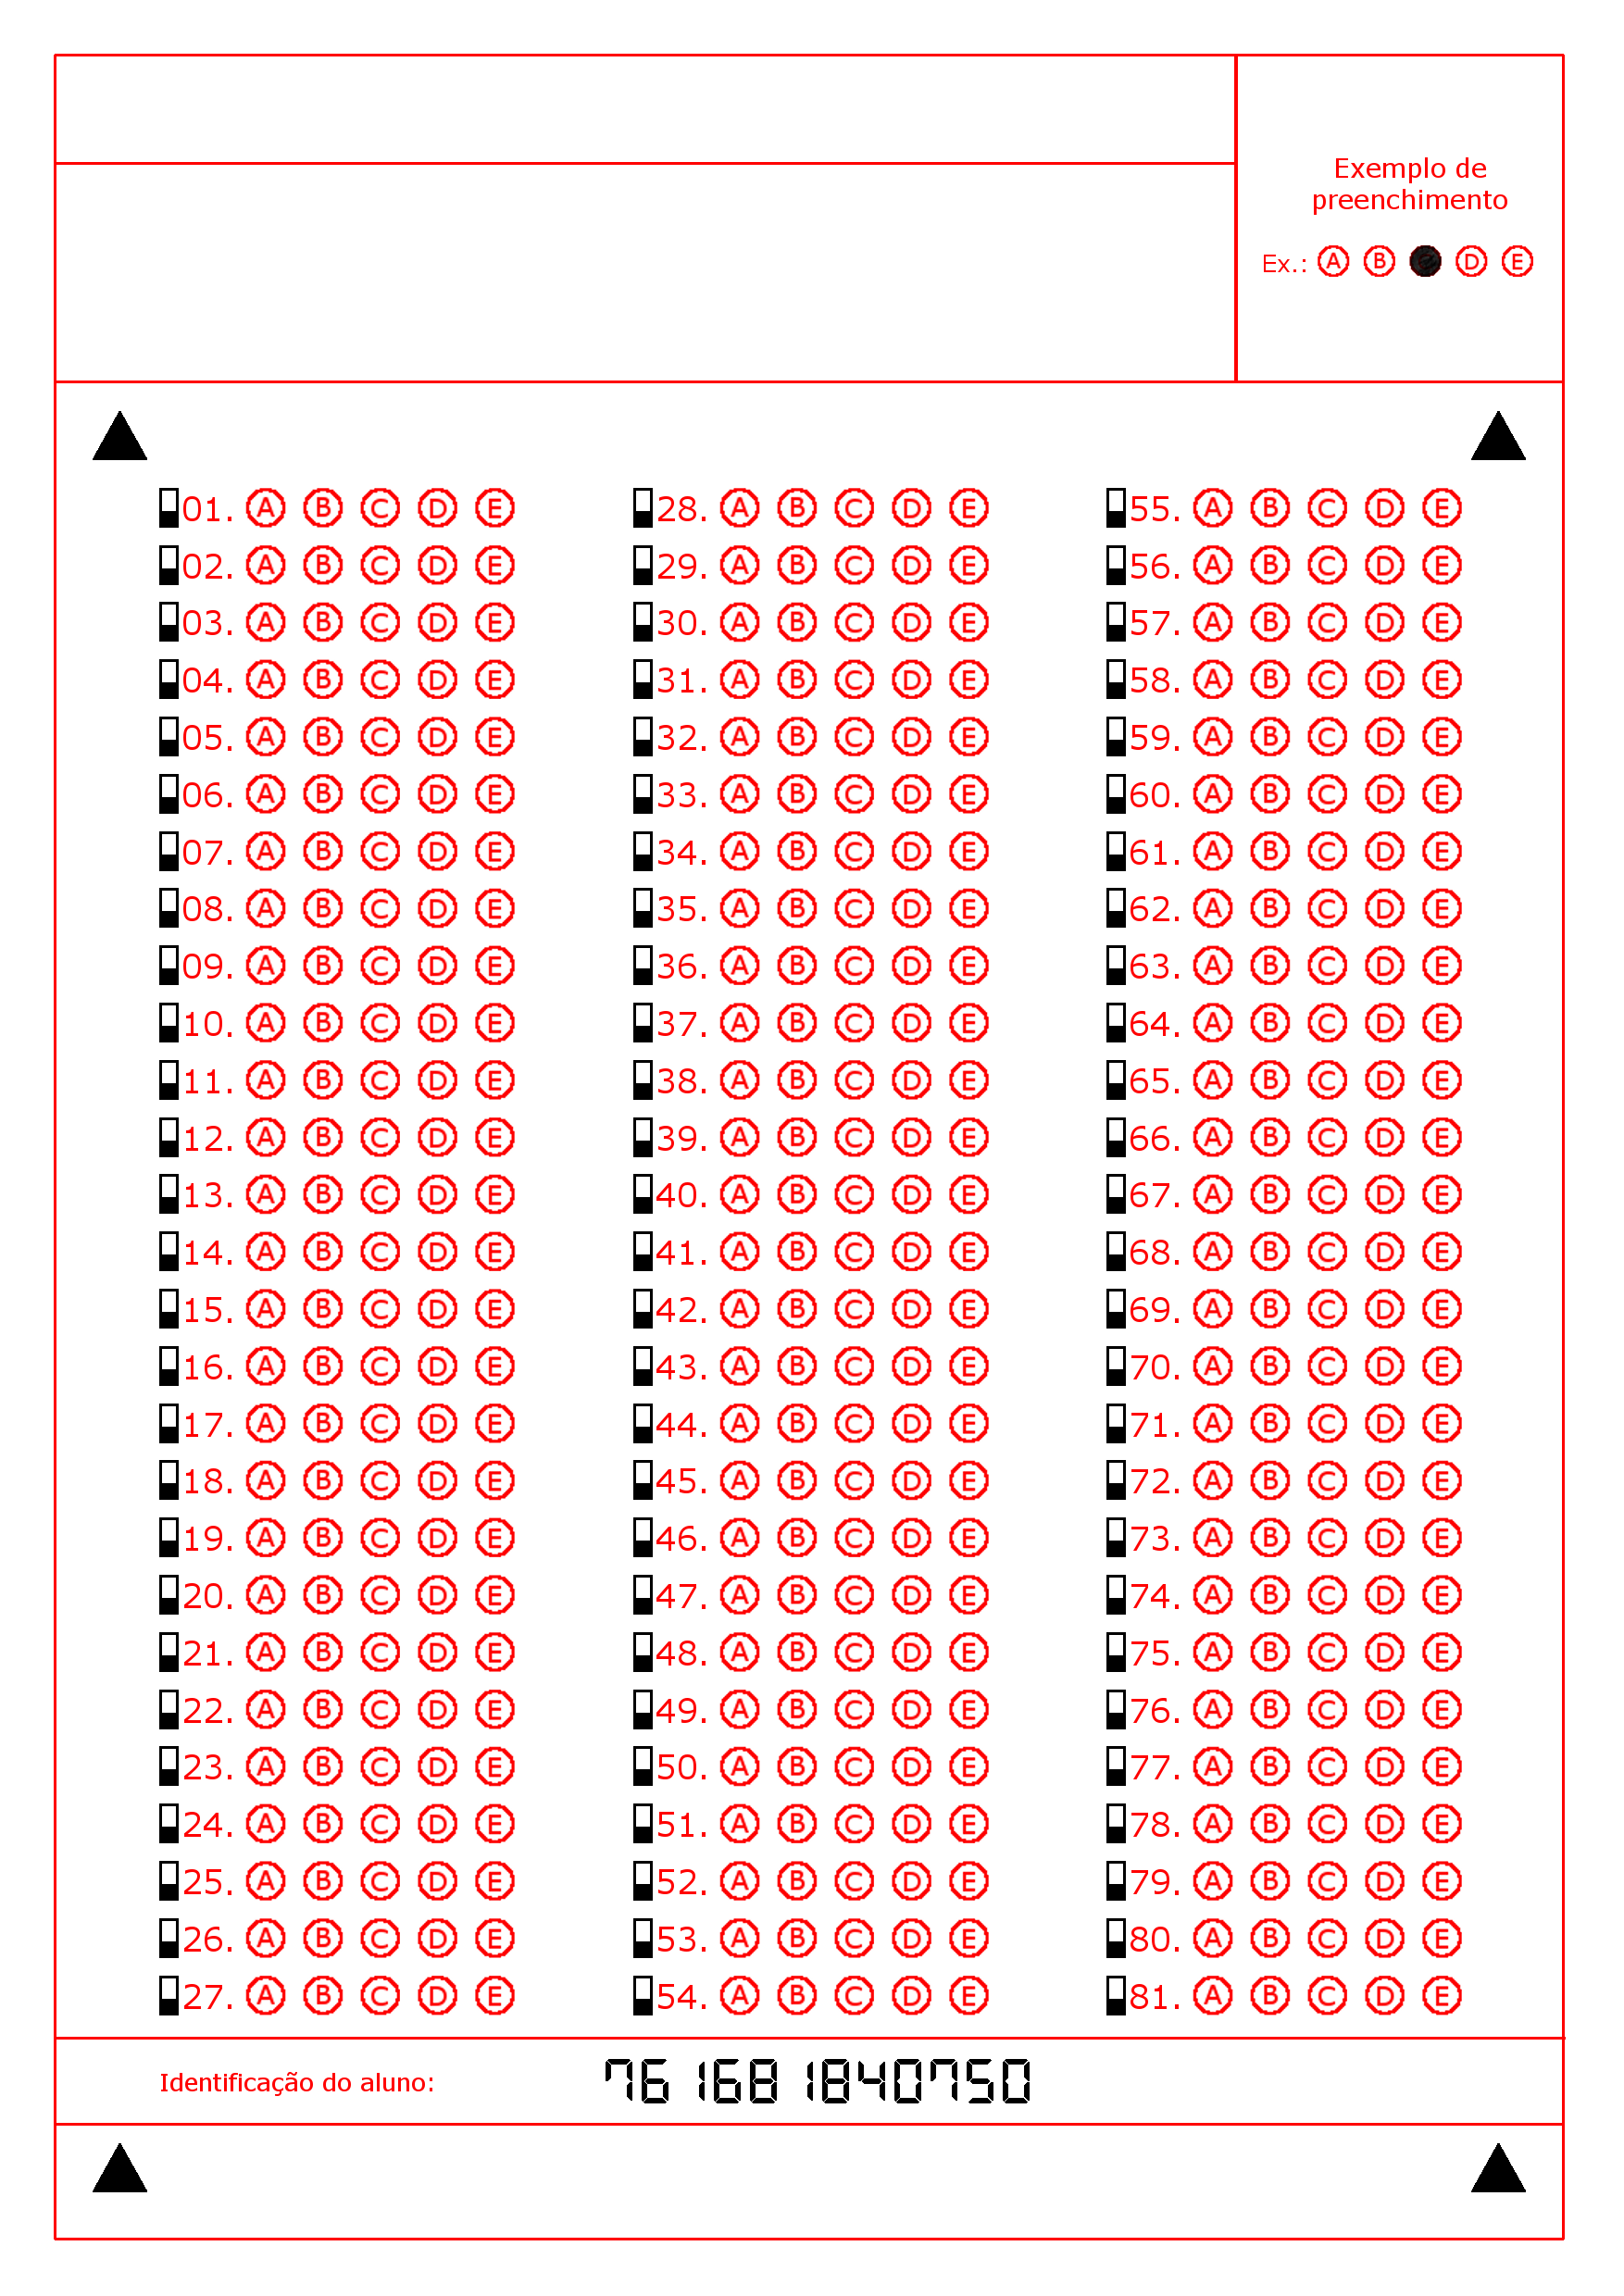 Exemplo de
preenchimento
Ex.: A B C D E
01. A B C D E
02. A B C D E
03. A B C D E
04. A B C D E
05. A B C D E
06. A B C D E
07. A B C D E
08. A B C D E
09. A B C D E
10. A B C D E
11. A B C D E
12. A B C D E
13. A B C D E
14. A B C D E
15. A B C D E
16. A B C D E
17. A B C D E
18. A B C D E
19. A B C D E
20. A B C D E
21. A B C D E
22. A B C D E
23. A B C D E
24. A B C D E
25. A B C D E
26. A B C D E
27. A B C D E
28. A B C D E
29. A B C D E
30. A B C D E
31. A B C D E
32. A B C D E
33. A B C D E
34. A B C D E
35. A B C D E
36. A B C D E
37. A B C D E
38. A B C D E
39. A B C D E
40. A B C D E
41. A B C D E
42. A B C D E
43. A B C D E
44. A B C D E
45. A B C D E
46. A B C D E
47. A B C D E
48. A B C D E
49. A B C D E
50. A B C D E
51. A B C D E
52. A B C D E
53. A B C D E
54. A B C D E
55. A B C D E
56. A B C D E
57. A B C D E
58. A B C D E
59. A B C D E
60. A B C D E
61. A B C D E
62. A B C D E
63. A B C D E
64. A B C D E
65. A B C D E
66. A B C D E
67. A B C D E
68. A B C D E
69. A B C D E
70. A B C D E
71. A B C D E
72. A B C D E
73. A B C D E
74. A B C D E
75. A B C D E
76. A B C D E
77. A B C D E
78. A B C D E
79. A B C D E
80. A B C D E
81. A B C D E
Identificação do aluno: 761681840750